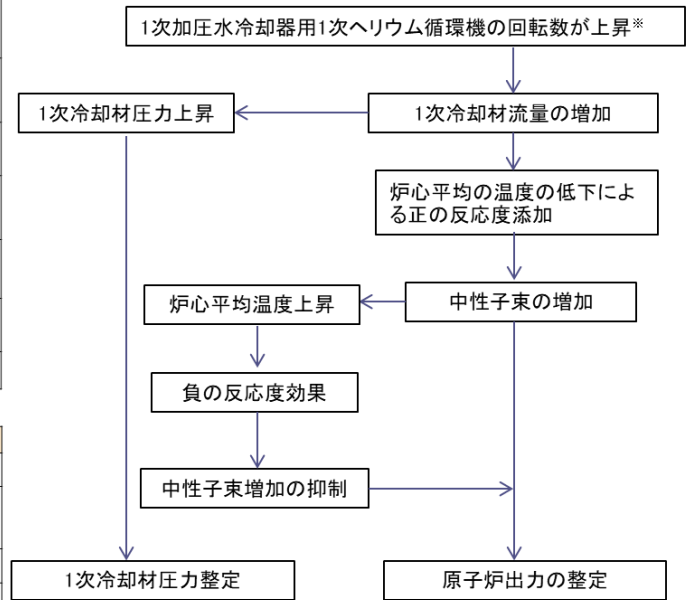 1次加圧水冷却器用1次ヘリウム循環機の回転数が上昇※
1次冷却材圧力上昇
1次冷却材流量の増加
炉心平均の温度の低下によ
る正の反応度添加
炉心平均温度上昇
中性子束の増加
負の反応度効果
中性子束増加の抑制
1次冷却材圧力整定
原子炉出力の整定